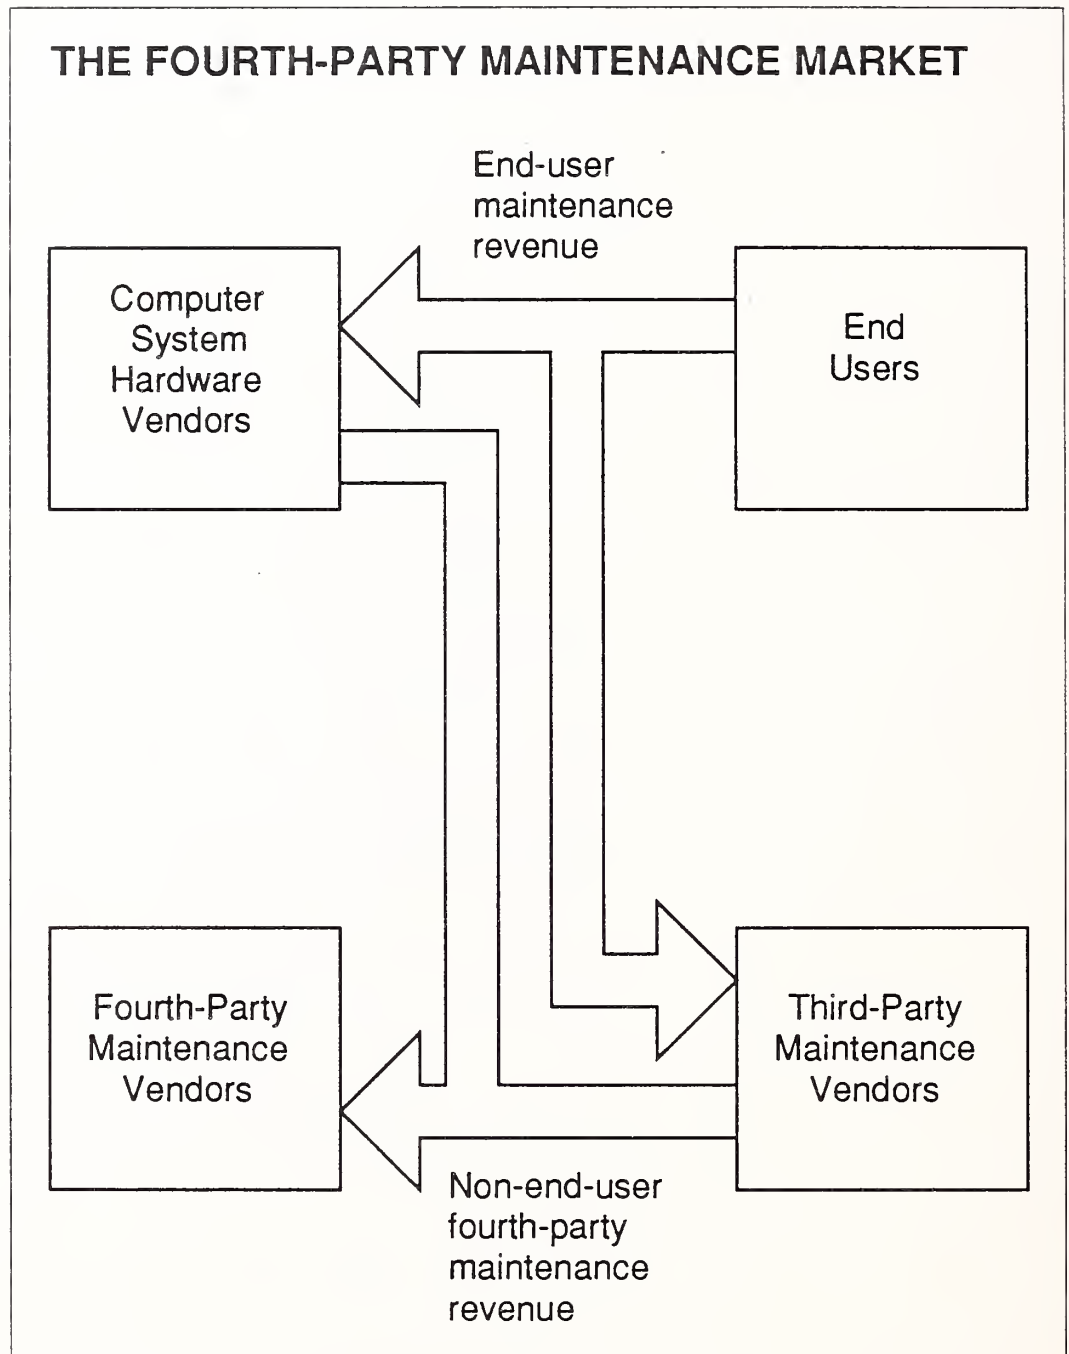 THE FOURTH-PARTY MAINTENANCE MARKET
End-user
maintenance
revenue
Computer
System
Hardware
Vendors
End
Users
Fourth-Party
Maintenance
Vendors
Third-Party
Maintenance
Vendors
Non-end-user
fourth-party
maintenance
revenue